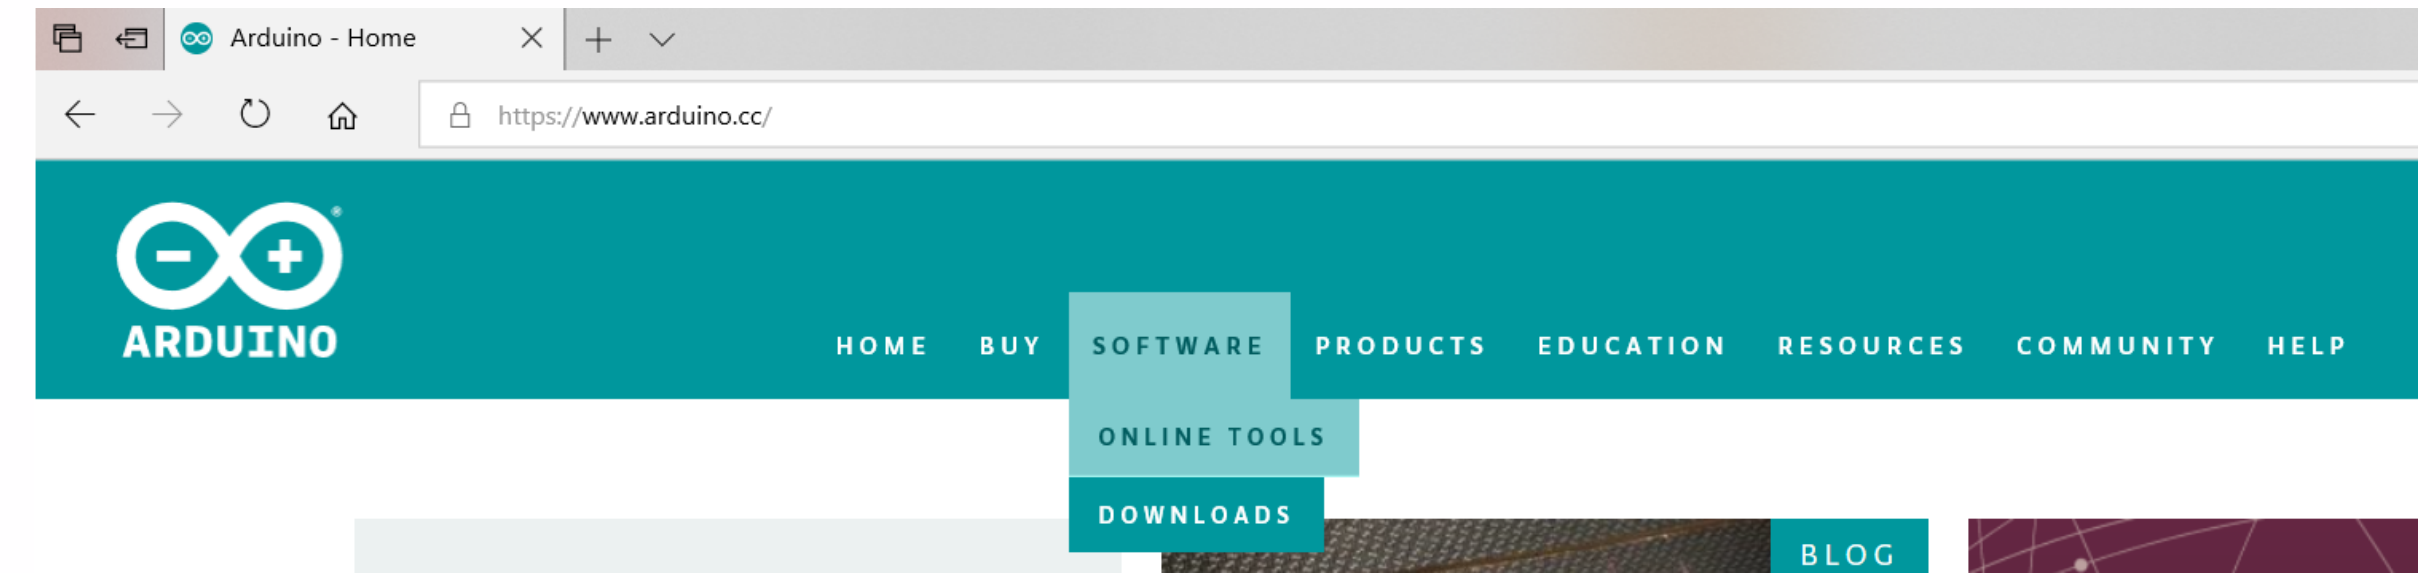 Arduino - Home
https://www.arduino.cc/
ARDUINO
HOME BUY SOFTWARE PRODUCTS EDUCATION RESOURCES COMMUNITY HELP
ONLINE TOOLS
DOWNLOADS
BLOG